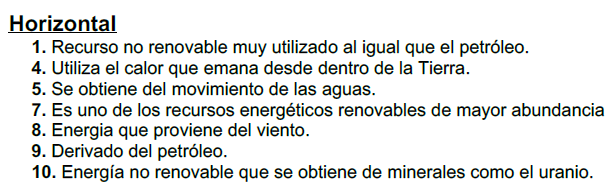 Horizontal
1. Recurso no renovable muy utilizado al igual que el petróleo.
4. Utiliza el calor que emana desde dentro de la Tierra.
5. Se obtiene del movimiento de las aguas.
7. Es uno de los recursos energéticos renovables de mayor abundancia
8. Energia que proviene del viento.
9. Derivado del petróleo.
10. Energía no renovable que se obtiene de minerales como el uranio.